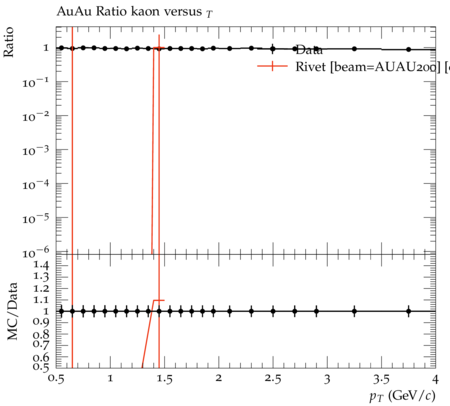 AuAu Ratio kaon versus T
Ratio
1
10−1
10−2
10−3
10−4
10−5
10−6
Data
Rivet [beam=AUAU200] [
MC/Data
1.4
1.3
1.2
1.1
1
0.9
0.8
0.7
0.6
0.5
0.5 1 1.5 2 2.5 3 3.5 4
pT (GeV/c)